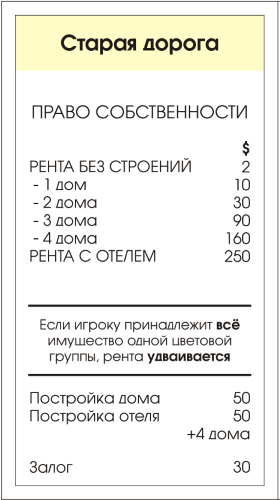 Старая дорога
ПРАВО СОБСТВЕННОСТИ
$
РЕНТА БЕЗ СТРОЕНИЙ 2
- 1 дом 10
- 2 дома 30
- 3 дома 90
- 4 дома 160
РЕНТА С ОТЕЛЕМ 250
Если игроку принадлежит всё
имущество одной цветовой
группы, рента удваивается
Постройка дома 50
Постройка отеля 50
+4 дома
Залог 30